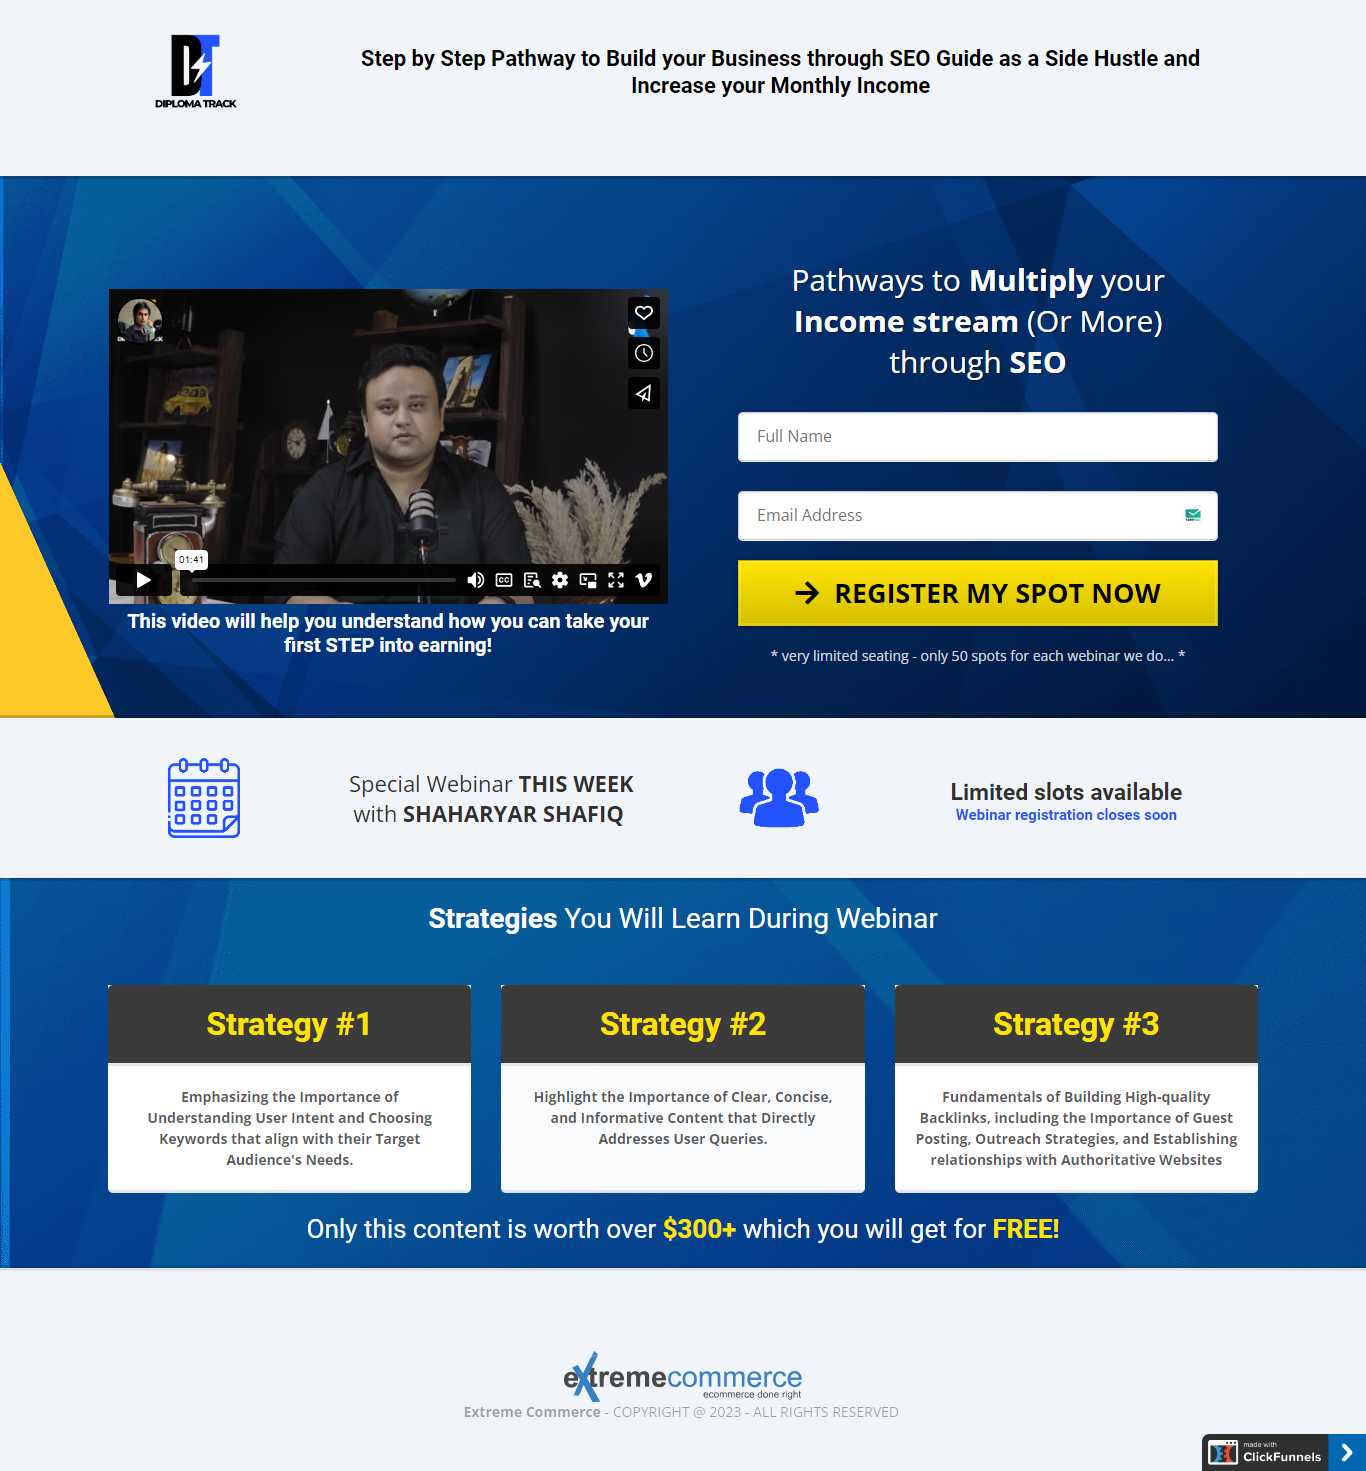 DT
DIPLOMA TRACK
Step by Step Pathway to Build your Business through SEO Guide as a Side Hustle and
Increase your Monthly Income
01:41
CC
This video will help you understand how you can take your
first STEP into earning!
Pathways to Multiply your
Income stream (Or More)
through SEO
Full Name
Email Address
REGISTER MY SPOT NOW
* very limited seating - only 50 spots for each webinar we do... *
Special Webinar THIS WEEK
with SHAHARYAR SHAFIQ
Limited slots available
Webinar registration closes soon
Strategies You Will Learn During Webinar
Strategy #1
Emphasizing the Importance of
Understanding User Intent and Choosing
Keywords that align with their Target
Audience's Needs.
Strategy #2
Highlight the Importance of Clear, Concise,
and Informative Content that Directly
Addresses User Queries.
Strategy #3
Fundamentals of Building High-quality
Backlinks, including the Importance of Guest
Posting, Outreach Strategies, and Establishing
relationships with Authoritative Websites
Only this content is worth over $300+ which you will get for FREE!
extremecommerce
ecommerce done right
Extreme Commerce - COPYRIGHT @ 2023 - ALL RIGHTS RESERVED
made with
ClickFunnels